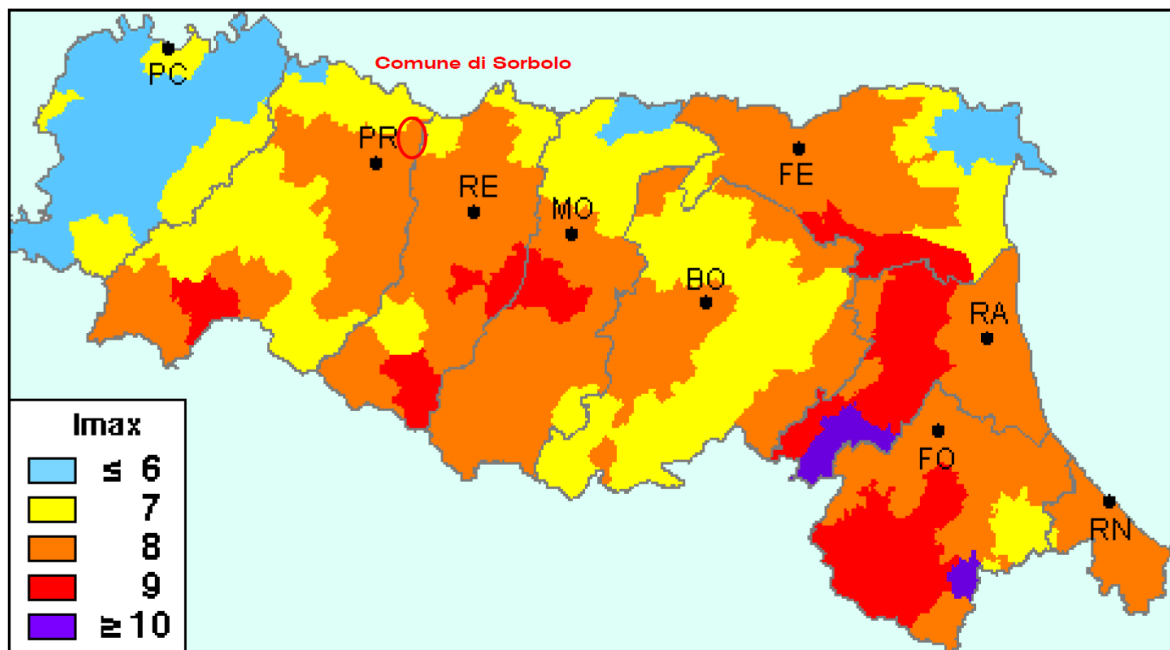 Comune di Sorbolo
PC
PR
RE
MO
FE
BO
RA
FO
RN
Imax
≤ 6
7
8
9
≥ 10